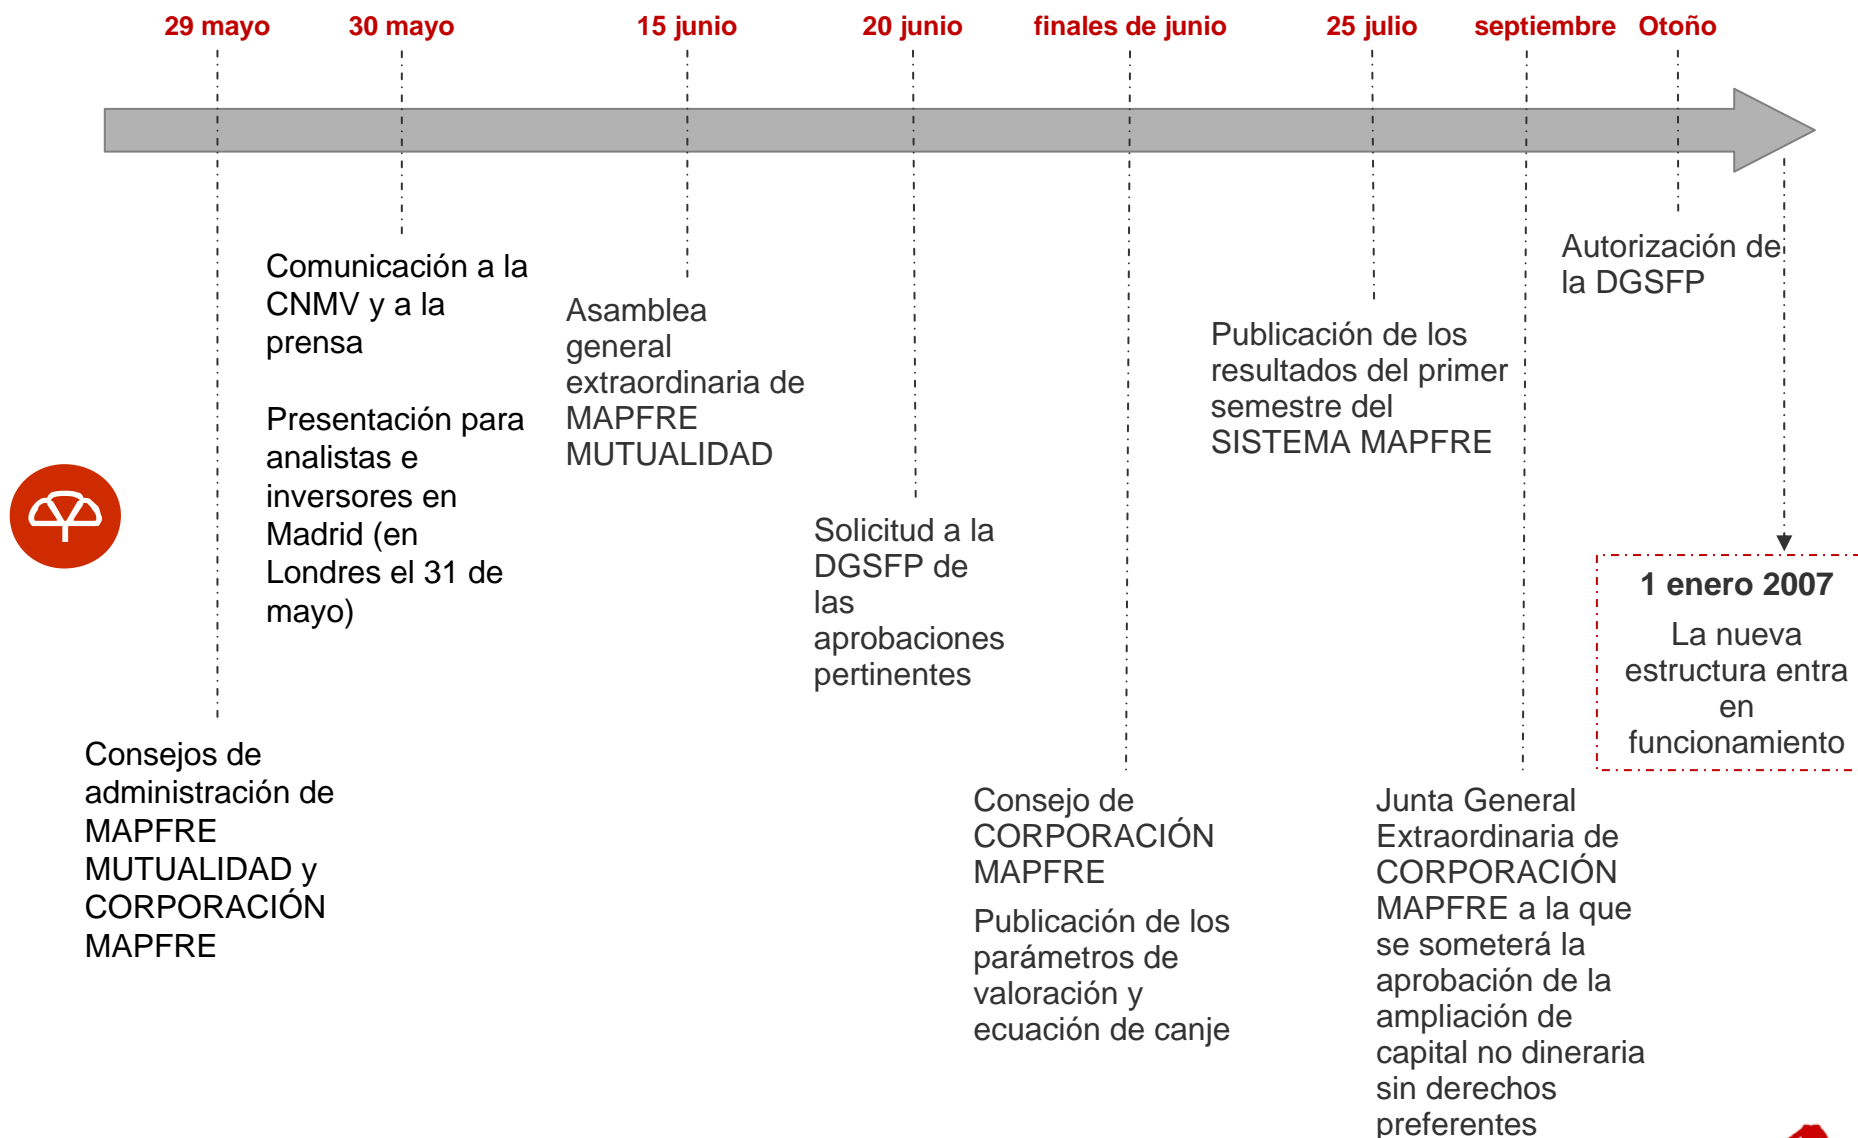 29 mayo
30 mayo
15 junio
20 junio
finales de junio
25 julio
septiembre
Otoño
Comunicación a la
CNMV y a la
prensa
Presentación para
analistas e
inversores en
Madrid (en
Londres el 31 de
mayo)
Asamblea
general
extraordinaria de
MAPFRE
MUTUALIDAD
Solicitud a la
DGSFP de
las
aprobaciones
pertinentes
Publicación de los
resultados del primer
semestre del
SISTEMA MAPFRE
Autorización de
la DGSFP
1 enero 2007
La nueva
estructura entra
en
funcionamiento
Consejos de
administración de
MAPFRE
MUTUALIDAD y
CORPORACIÓN
MAPFRE
Consejo de
CORPORACIÓN
MAPFRE
Publicación de los
parámetros de
valoración y
ecuación de canje
Junta General
Extraordinaria de
CORPORACIÓN
MAPFRE a la que
se someterá la
aprobación de la
ampliación de
capital no dineraria
sin derechos
preferentes